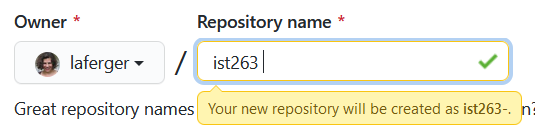 Owner * Repository name *
laferger / ist263
Great repository names Your new repository will be created as ist263-. n?